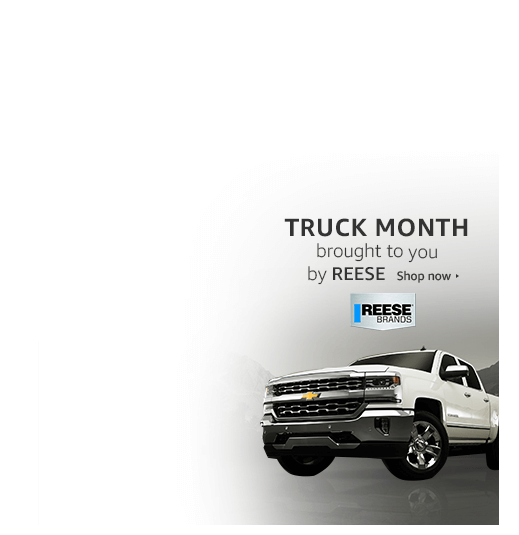 TRUCK MONTH
brought to you
by REESE Shop now ▸
REESE
BRANDS